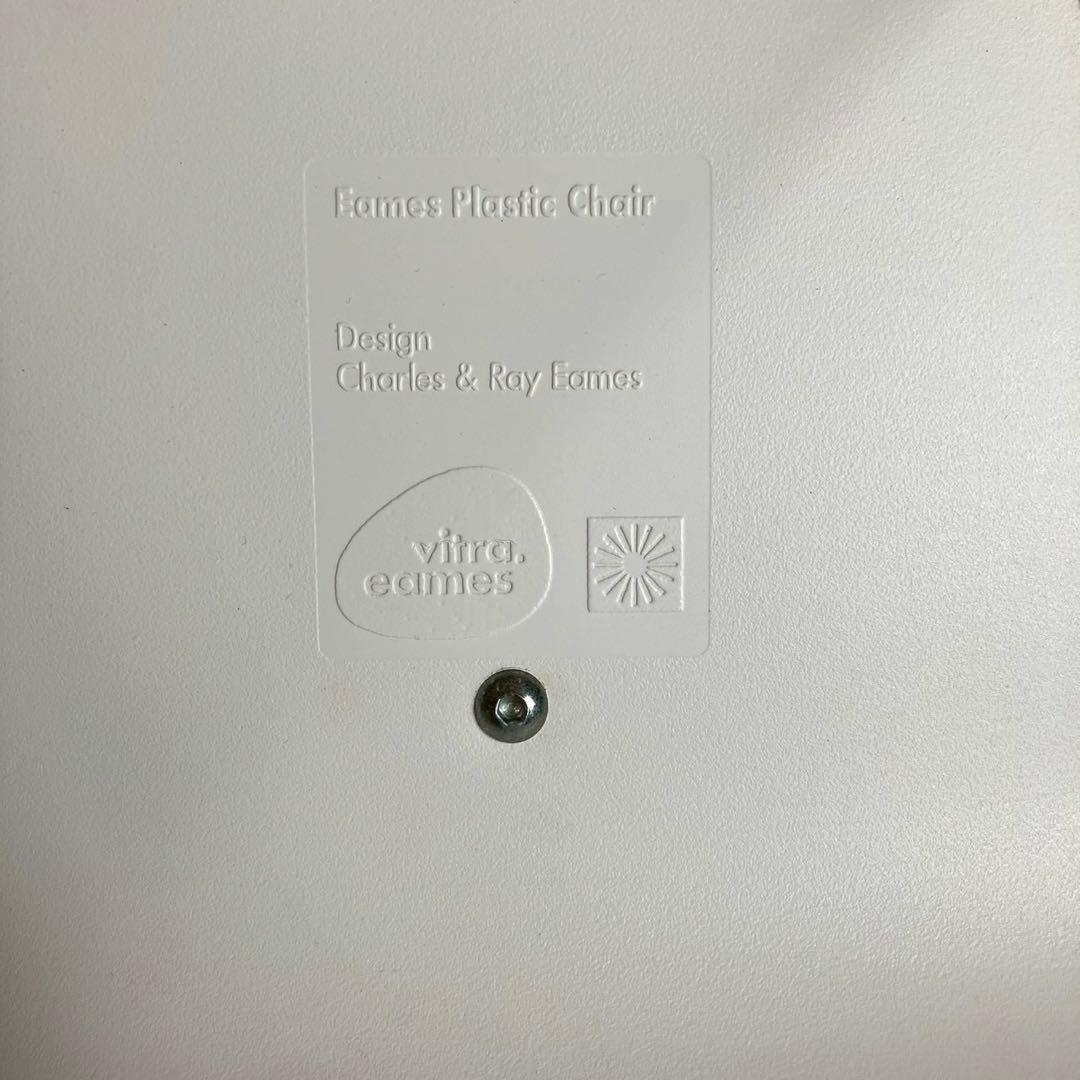 Eames Plastic Chair
Design
Charles & Ray Eames
vitra.
eames